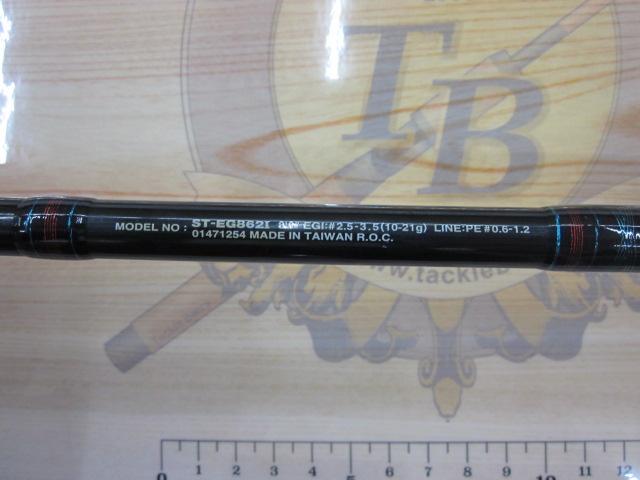 TB
MODEL NO : ST-EG862I EGI:#2.5-3.5(10-21g) LINE:PE #0.6-1.2
01471254 MADE IN TAIWAN R.O.C.
0 1 2 3 4 5 6 7 8 9 10 11 12